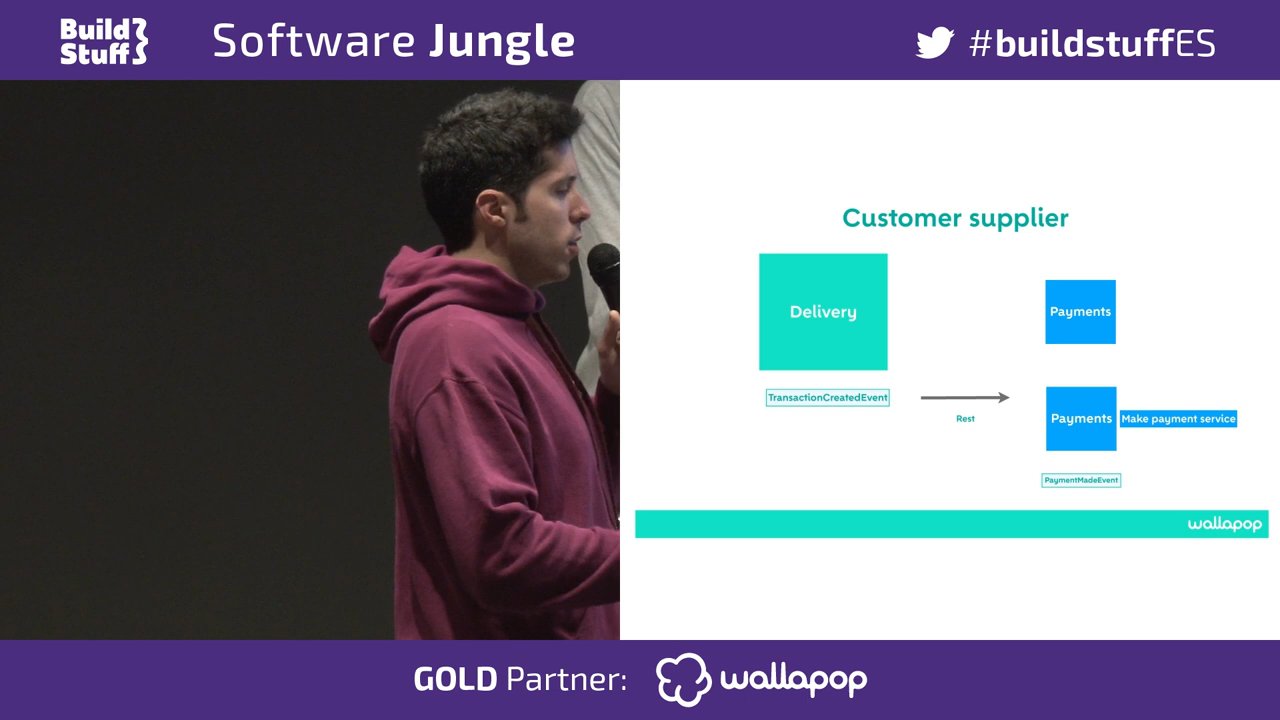 Build
Stuff
Software Jungle
#buildstuffES
Customer supplier
Delivery
Payments
TransactionCreatedEvent
Rest
Payments
Make payment service
PaymentMadeEvent
wallapop
GOLD Partner:
wallapop